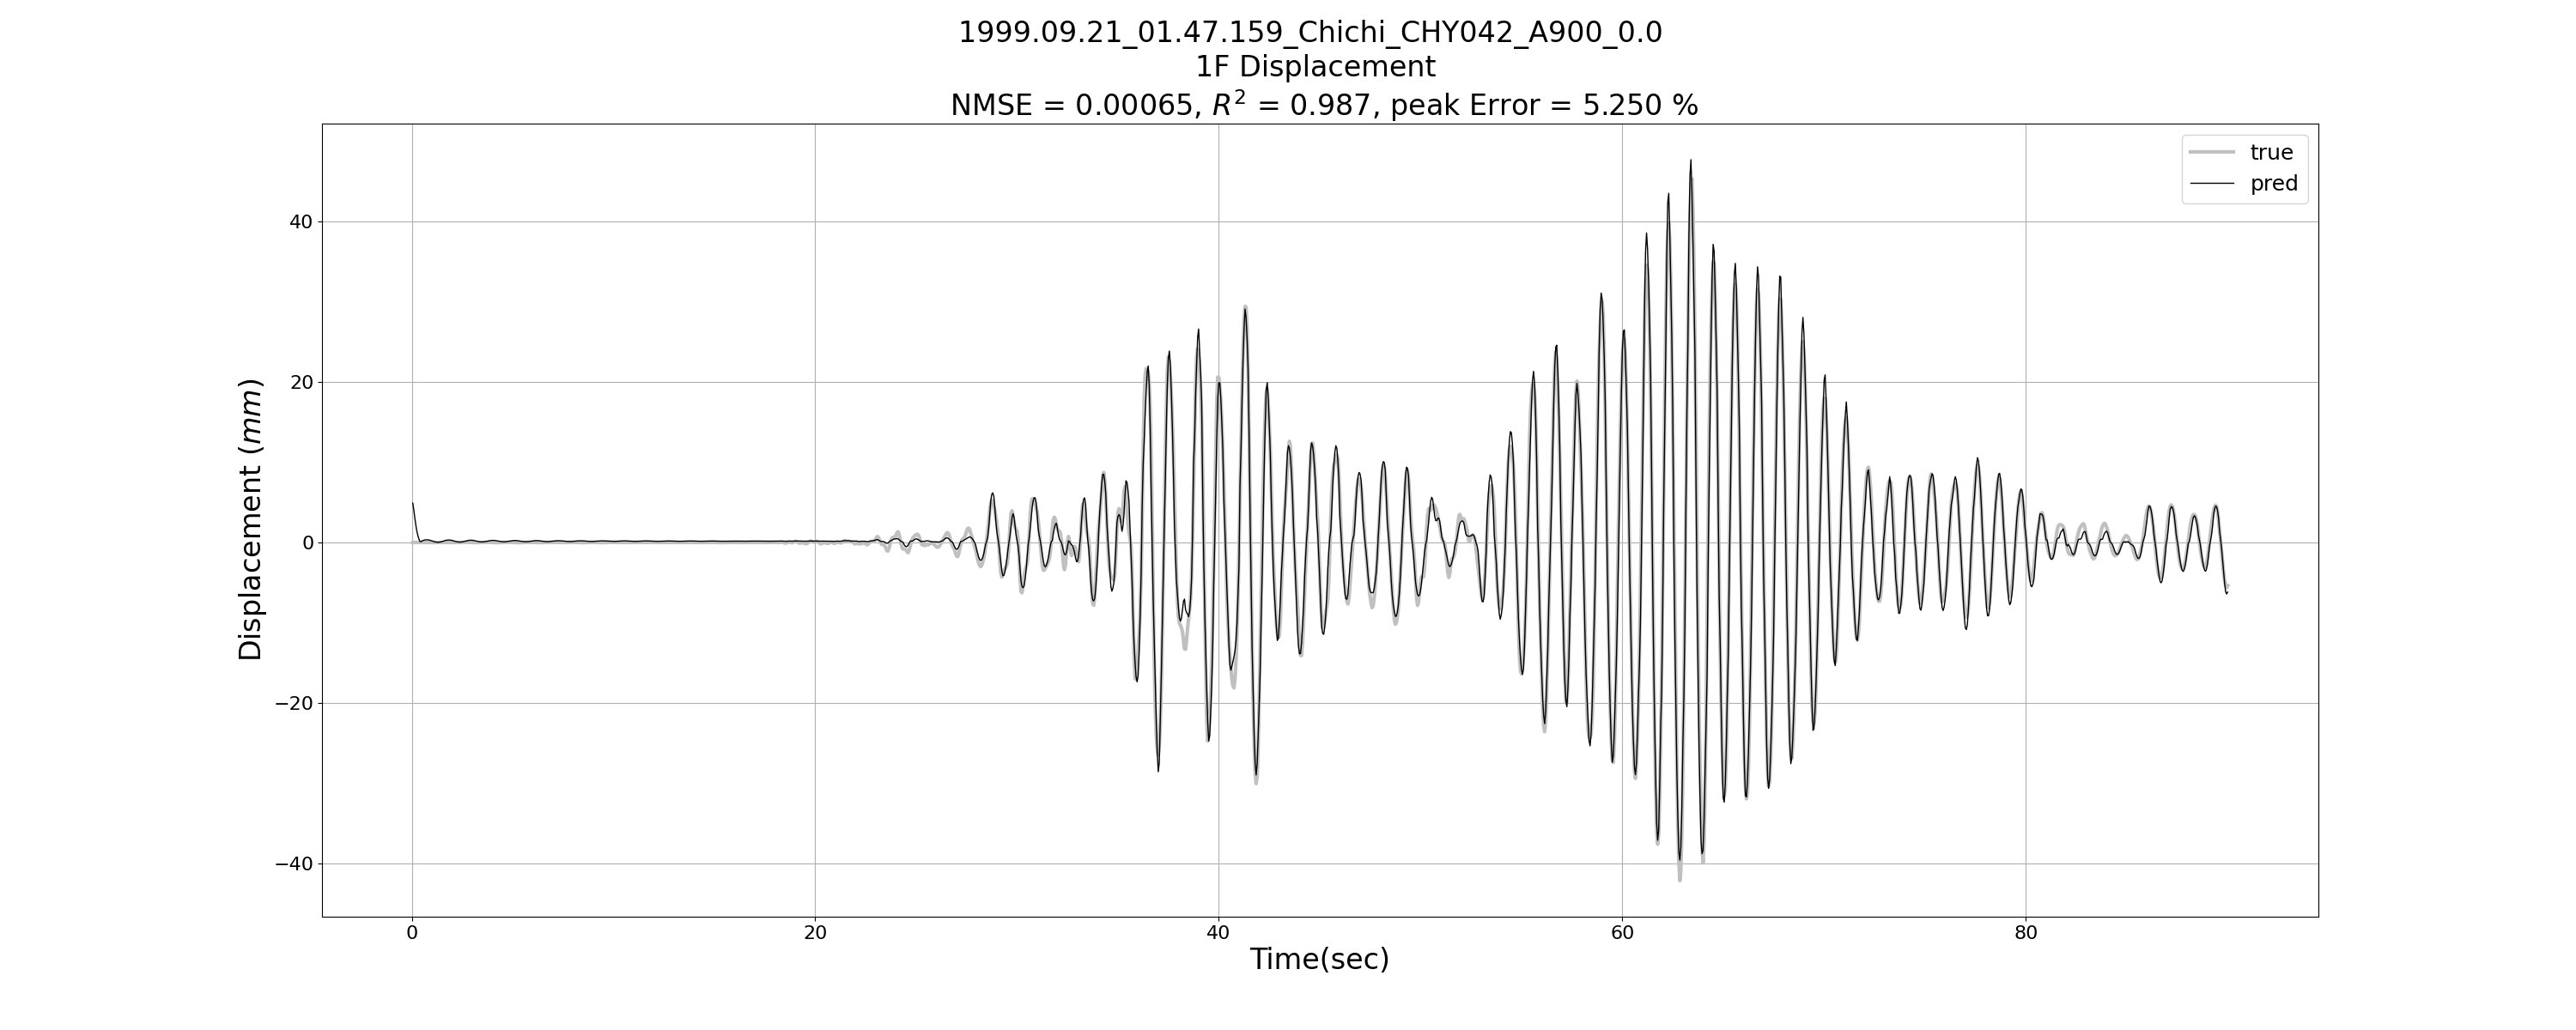 1999.09.21_01.47.159_Chichi_CHY042_A900_0.0
1F Displacement
NMSE = 0.00065, R² = 0.987, peak Error = 5.250 %
true
pred
40
20
0
−20
−40
Displacement (mm)
0 20 40 60 80
Time(sec)